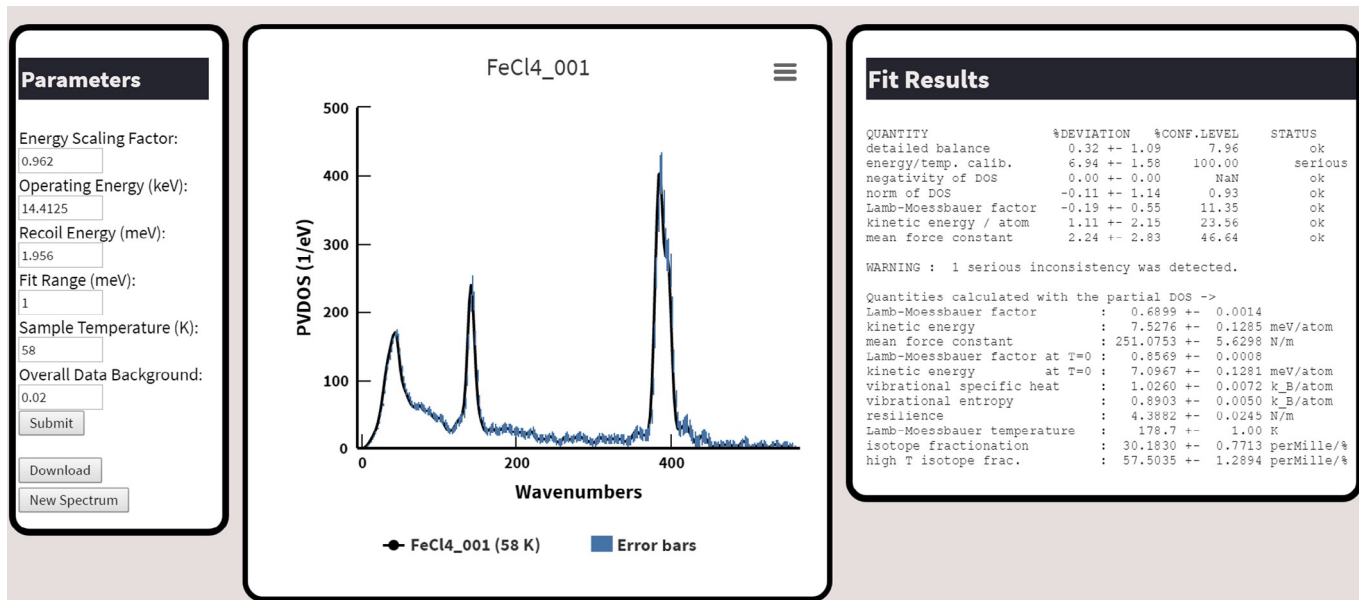 Parameters
Energy Scaling Factor:
0.962
Operating Energy (keV):
14.4125
Recoil Energy (meV):
1.956
Fit Range (meV):
1
Sample Temperature (K):
58
Overall Data Background:
0.02
Submit
Download
New Spectrum
FeCl4_001
500
400
300
200
100
0
PVDOS (1/eV)
0 200 400
Wavenumbers
FeCl4_001 (58 K) Error bars
Fit Results
QUANTITY %DEVIATION %CONF.LEVEL STATUS
detailed balance 0.32 +- 1.09 7.96 ok
energy/temp. calib. 6.94 +- 1.58 100.00 serious
negativity of DOS 0.00 +- 0.00 NaN ok
norm of DOS -0.11 +- 1.14 0.93 ok
Lamb-Moessbauer factor -0.19 +- 0.55 11.35 ok
kinetic energy / atom 1.11 +- 2.15 23.56 ok
mean force constant 2.24 +- 2.83 46.64 ok
WARNING : 1 serious inconsistency was detected.
Quantities calculated with the partial DOS ->
Lamb-Moessbauer factor : 0.6899 +- 0.0014
kinetic energy : 7.5276 +- 0.1285 meV/atom
mean force constant : 251.0753 +- 5.6298 N/m
Lamb-Moessbauer factor at T=0 : 0.8569 +- 0.0008
kinetic energy at T=0 : 7.0967 +- 0.1281 meV/atom
vibrational specific heat : 1.0260 +- 0.0072 k_B/atom
vibrational entropy : 0.8903 +- 0.0050 k_B/atom
resilience : 4.3882 +- 0.0245 N/m
Lamb-Moessbauer temperature : 178.7 +- 1.00 K
isotope fractionation : 30.1830 +- 0.7713 perMille/%
high T isotope frac. : 57.5035 +- 1.2894 perMille/%